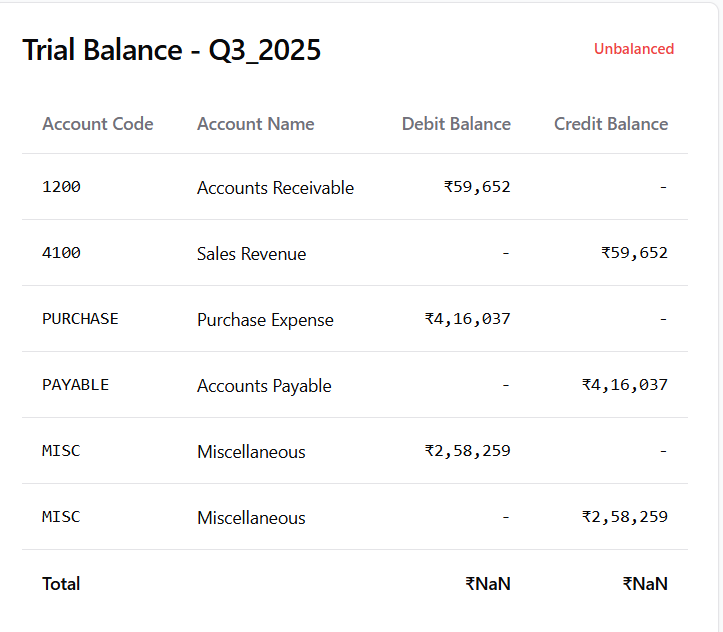 Trial Balance - Q3_2025 Unbalanced
Account Code Account Name Debit Balance Credit Balance
1200 Accounts Receivable ₹59,652 -
4100 Sales Revenue - ₹59,652
PURCHASE Purchase Expense ₹4,16,037 -
PAYABLE Accounts Payable - ₹4,16,037
MISC Miscellaneous ₹2,58,259 -
MISC Miscellaneous - ₹2,58,259
Total ₹NaN ₹NaN